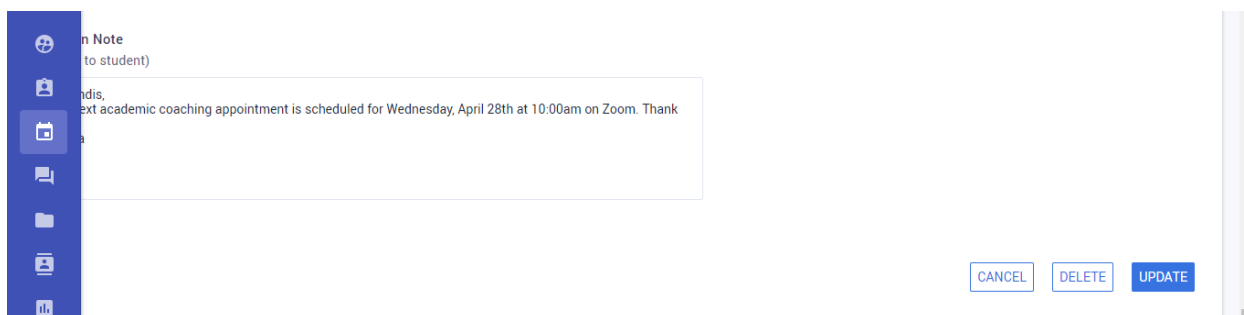 n Note
to student)
ndis,
ext academic coaching appointment is scheduled for Wednesday, April 28th at 10:00am on Zoom. Thank
a
CANCEL DELETE UPDATE